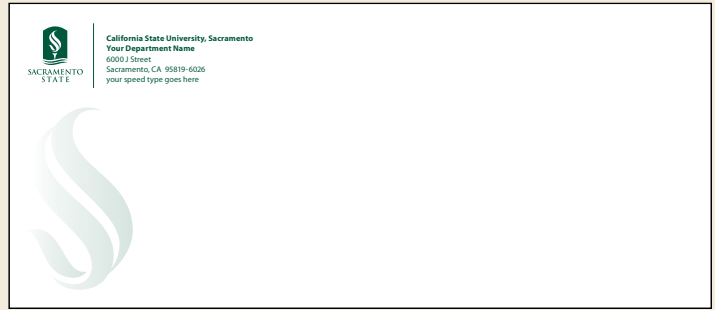 SACRAMENTO
STATE
California State University, Sacramento
Your Department Name
6000 J Street
Sacramento, CA  95819-6026
your speed type goes here